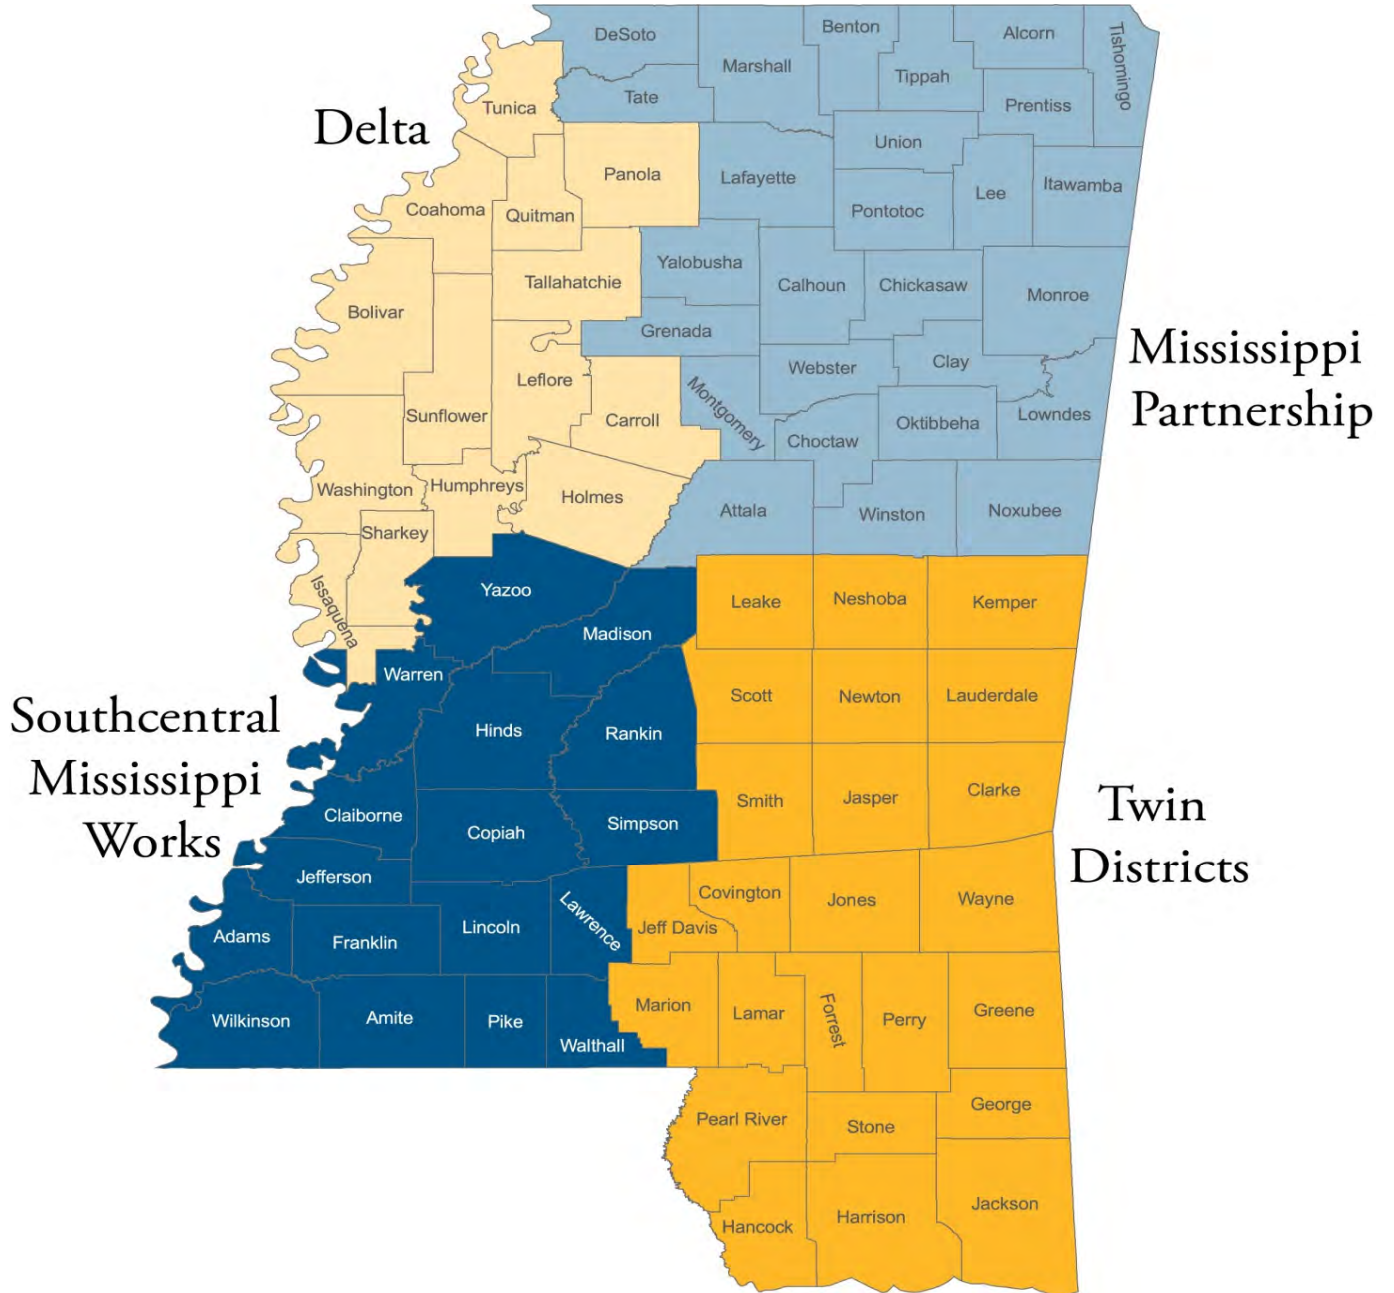 DeSoto
Benton
Alcorn
Tishomingo
Marshall
Tippah
Tate
Prentiss
Tunica
Delta
Union
Panola
Lafayette
Lee
Itawamba
Coahoma
Quitman
Pontotoc
Yalobusha
Tallahatchie
Calhoun
Chickasaw
Monroe
Bolivar
Grenada
Mississippi
Partnership
Webster
Clay
Leflore
Montgomery
Sunflower
Carroll
Choctaw
Oktibbeha
Lowndes
Washington
Humphreys
Holmes
Attala
Winston
Noxubee
Sharkey
Issaquena
Yazoo
Leake
Neshoba
Kemper
Madison
Warren
Scott
Newton
Lauderdale
Southcentral
Mississippi
Works
Hinds
Rankin
Smith
Jasper
Clarke
Twin
Districts
Claiborne
Copiah
Simpson
Jefferson
Covington
Jones
Wayne
Lawrence
Adams
Franklin
Lincoln
Jeff Davis
Marion
Lamar
Forrest
Perry
Greene
Wilkinson
Amite
Pike
Walthall
Pearl River
Stone
George
Hancock
Harrison
Jackson